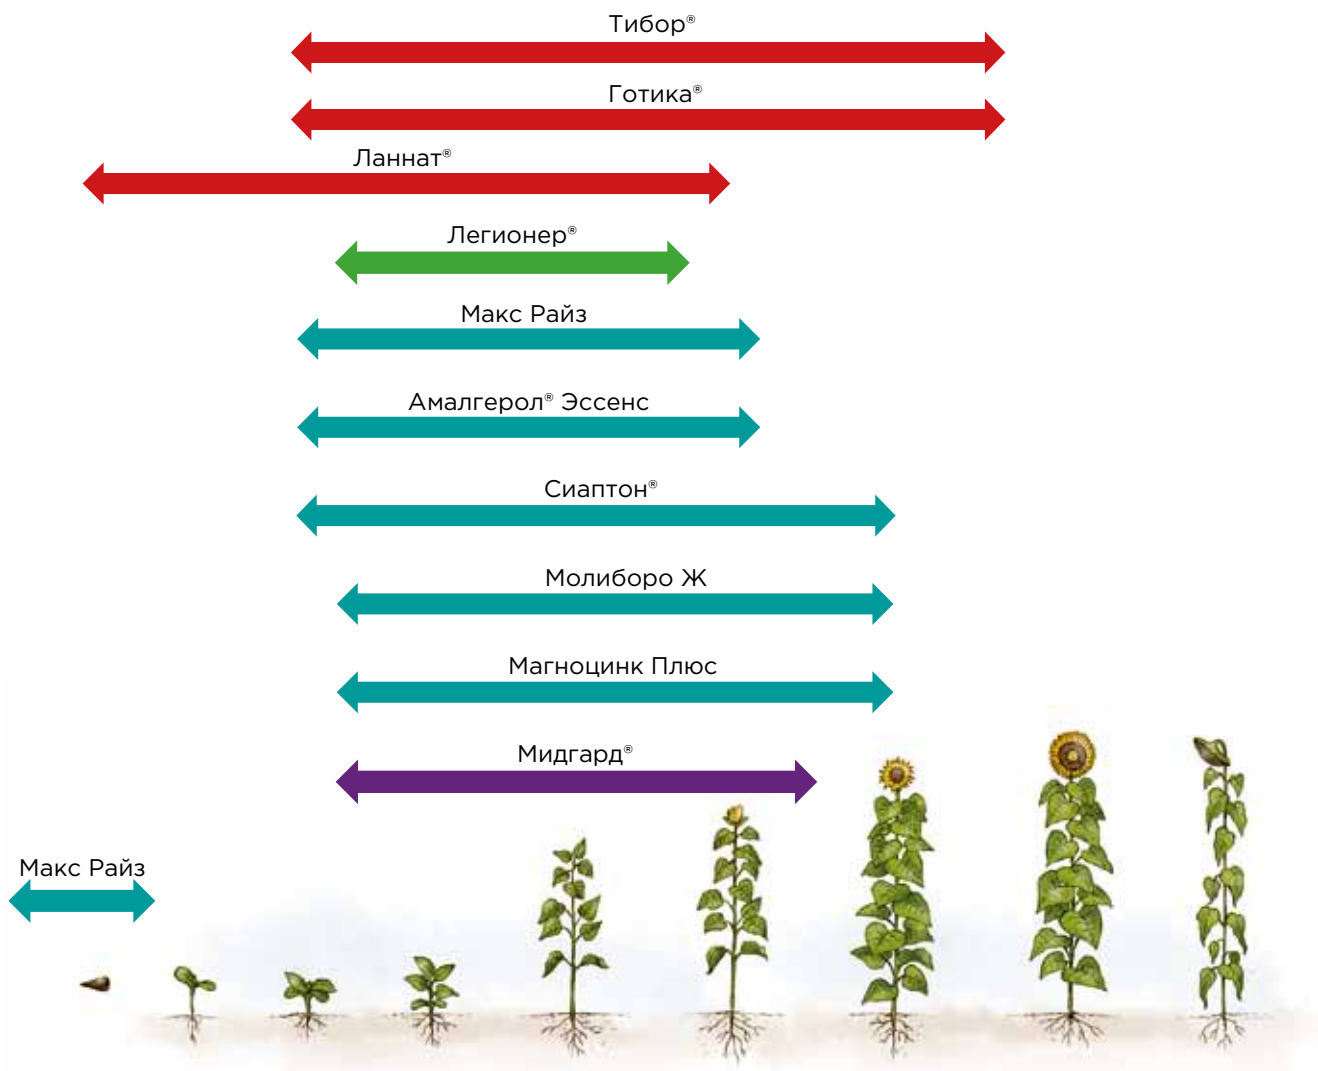 Тибор®
Готика®
Ланнат®
Легионер®
Макс Райз
Амалгерол® Эссенс
Сиаптон®
Молиборо Ж
Магноцинк Плюс
Мидгард®
Макс Райз